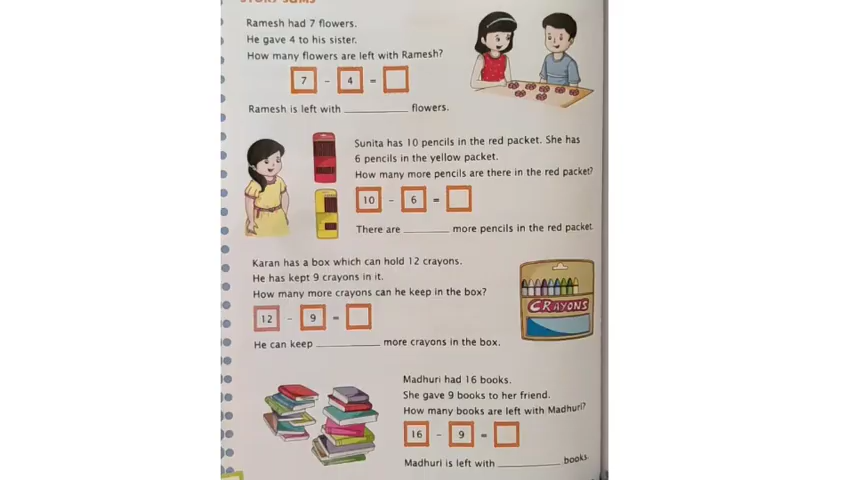 STORY SUMS
Ramesh had 7 flowers.
He gave 4 to his sister.
How many flowers are left with Ramesh?
7 - 4 =
Ramesh is left with __________ flowers.
Sunita has 10 pencils in the red packet. She has
6 pencils in the yellow packet.
How many more pencils are there in the red packet?
10 - 6 =
There are _______ more pencils in the red packet.
Karan has a box which can hold 12 crayons.
He has kept 9 crayons in it.
How many more crayons can he keep in the box?
12 - 9 =
He can keep __________ more crayons in the box.
CRAYONS
Madhuri had 16 books.
She gave 9 books to her friend.
How many books are left with Madhuri?
16 - 9 =
Madhuri is left with __________ books.